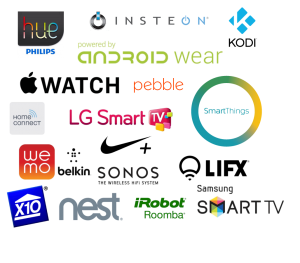 hue
PHILIPS
INSTEON
KODI
powered by
android wear
WATCH
pebble
home
connect
LG Smart TV
SmartThings
+
wemo
belkin
SONOS
THE WIRELESS HIFI SYSTEM
LIFX
X10®
nest
iRobot
Roomba
Samsung
SMART TV